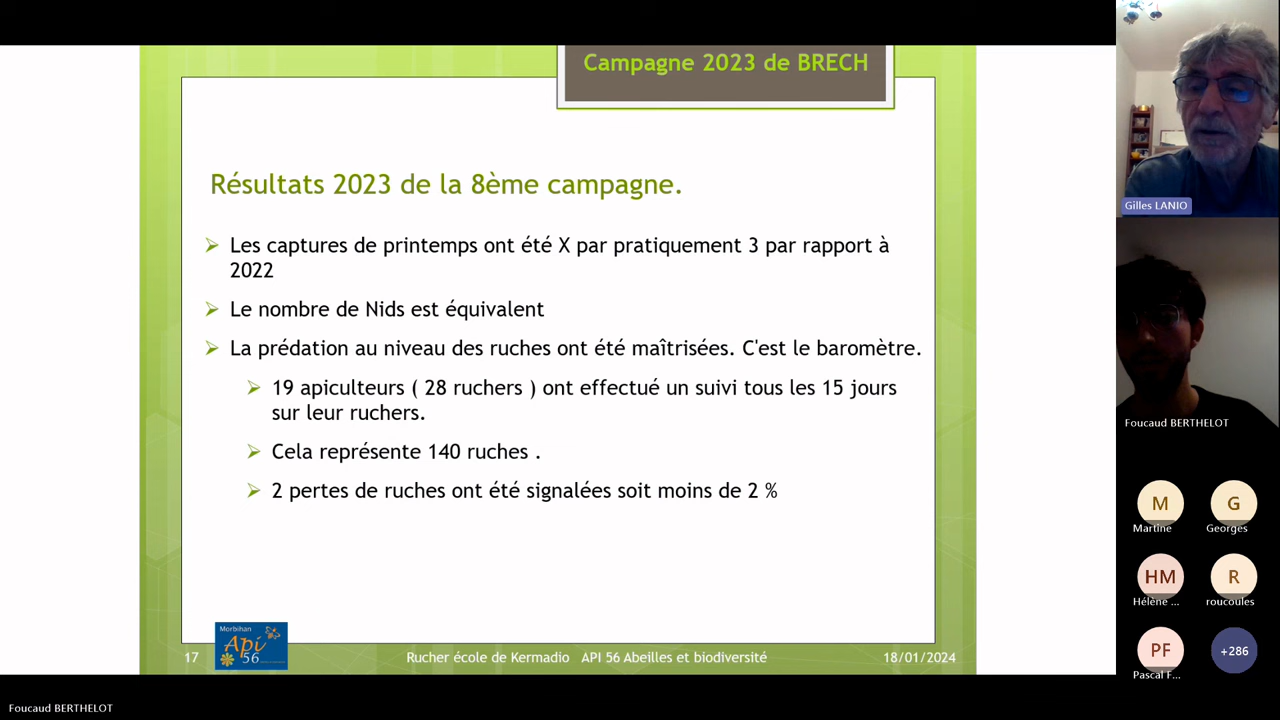 Campagne 2023 de BRECH
Résultats 2023 de la 8ème campagne.
Les captures de printemps ont été X par pratiquement 3 par rapport à
2022
Le nombre de Nids est équivalent
La prédation au niveau des ruches ont été maîtrisées. C'est le baromètre.
19 apiculteurs ( 28 ruchers ) ont effectué un suivi tous les 15 jours
sur leur ruchers.
Cela représente 140 ruches .
2 pertes de ruches ont été signalées soit moins de 2 %
Morbihan
Api
56
17
Rucher école de Kermadio API 56 Abeilles et biodiversité
18/01/2024
Gilles LANIO
Foucaud BERTHELOT
M
G
Martine
Georges
HM
R
Hélène ...
roucoules
PF
+286
Pascal F...
Foucaud BERTHELOT